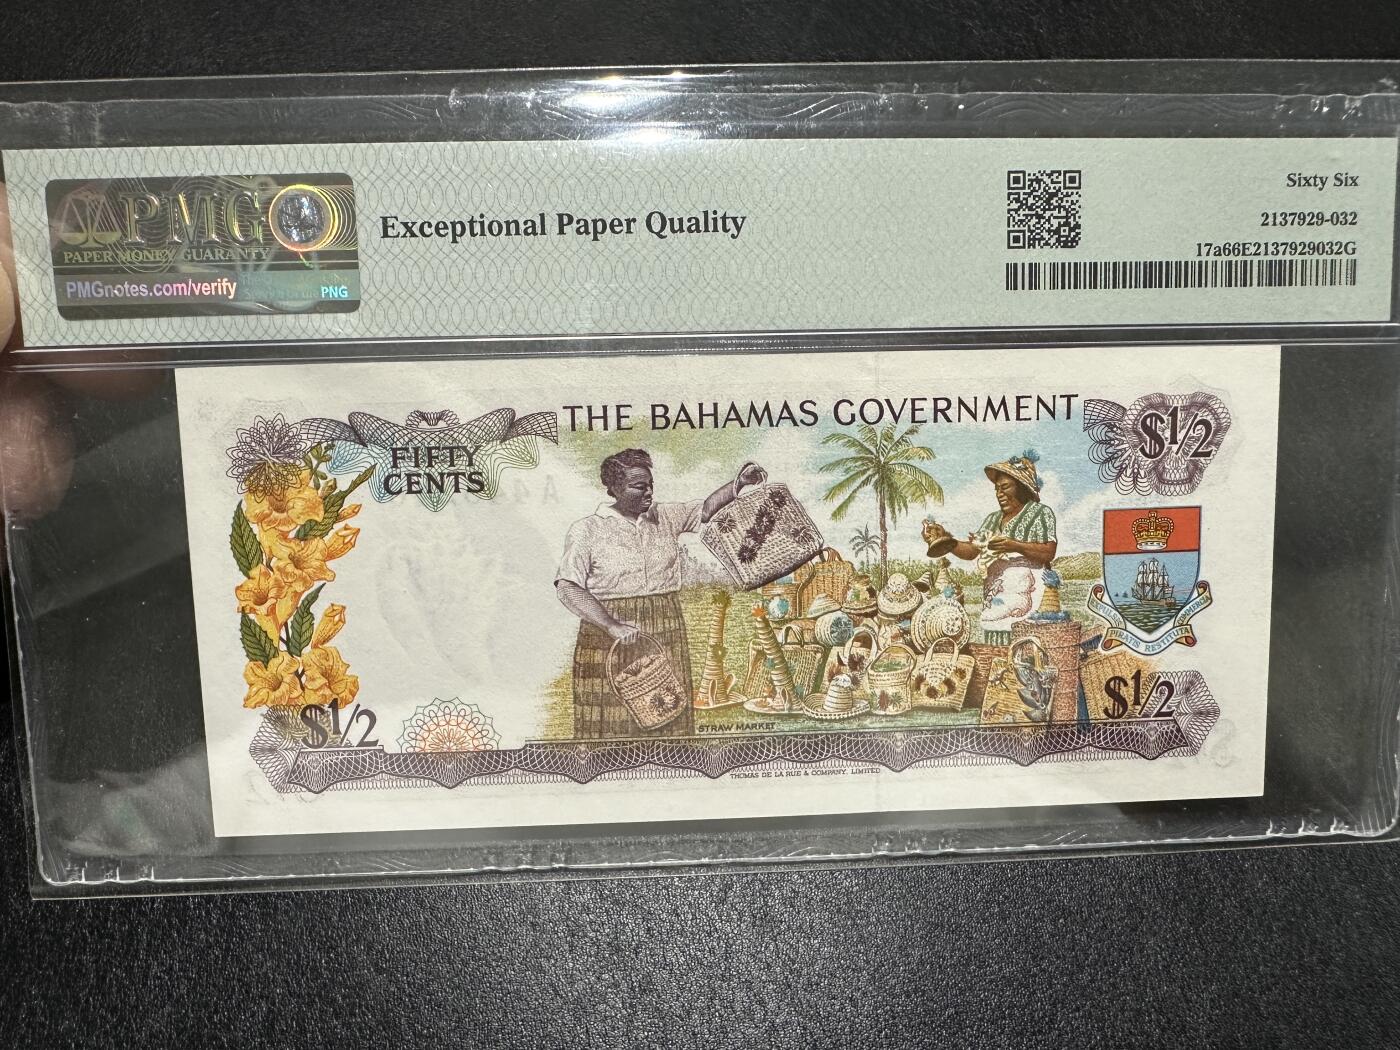 PMG
PAPER MONEY GUARANTY
PMGnotes.com/verify
PNG
Exceptional Paper Quality
Sixty Six
2137929-032
17a66E2137929032G
THE BAHAMAS GOVERNMENT
$1/2
FIFTY
CENTS
PIRATIS RESTITUTA
$1/2
$1/2
STRAW MARKET
THOMAS DE LA RUE & COMPANY, LIMITED